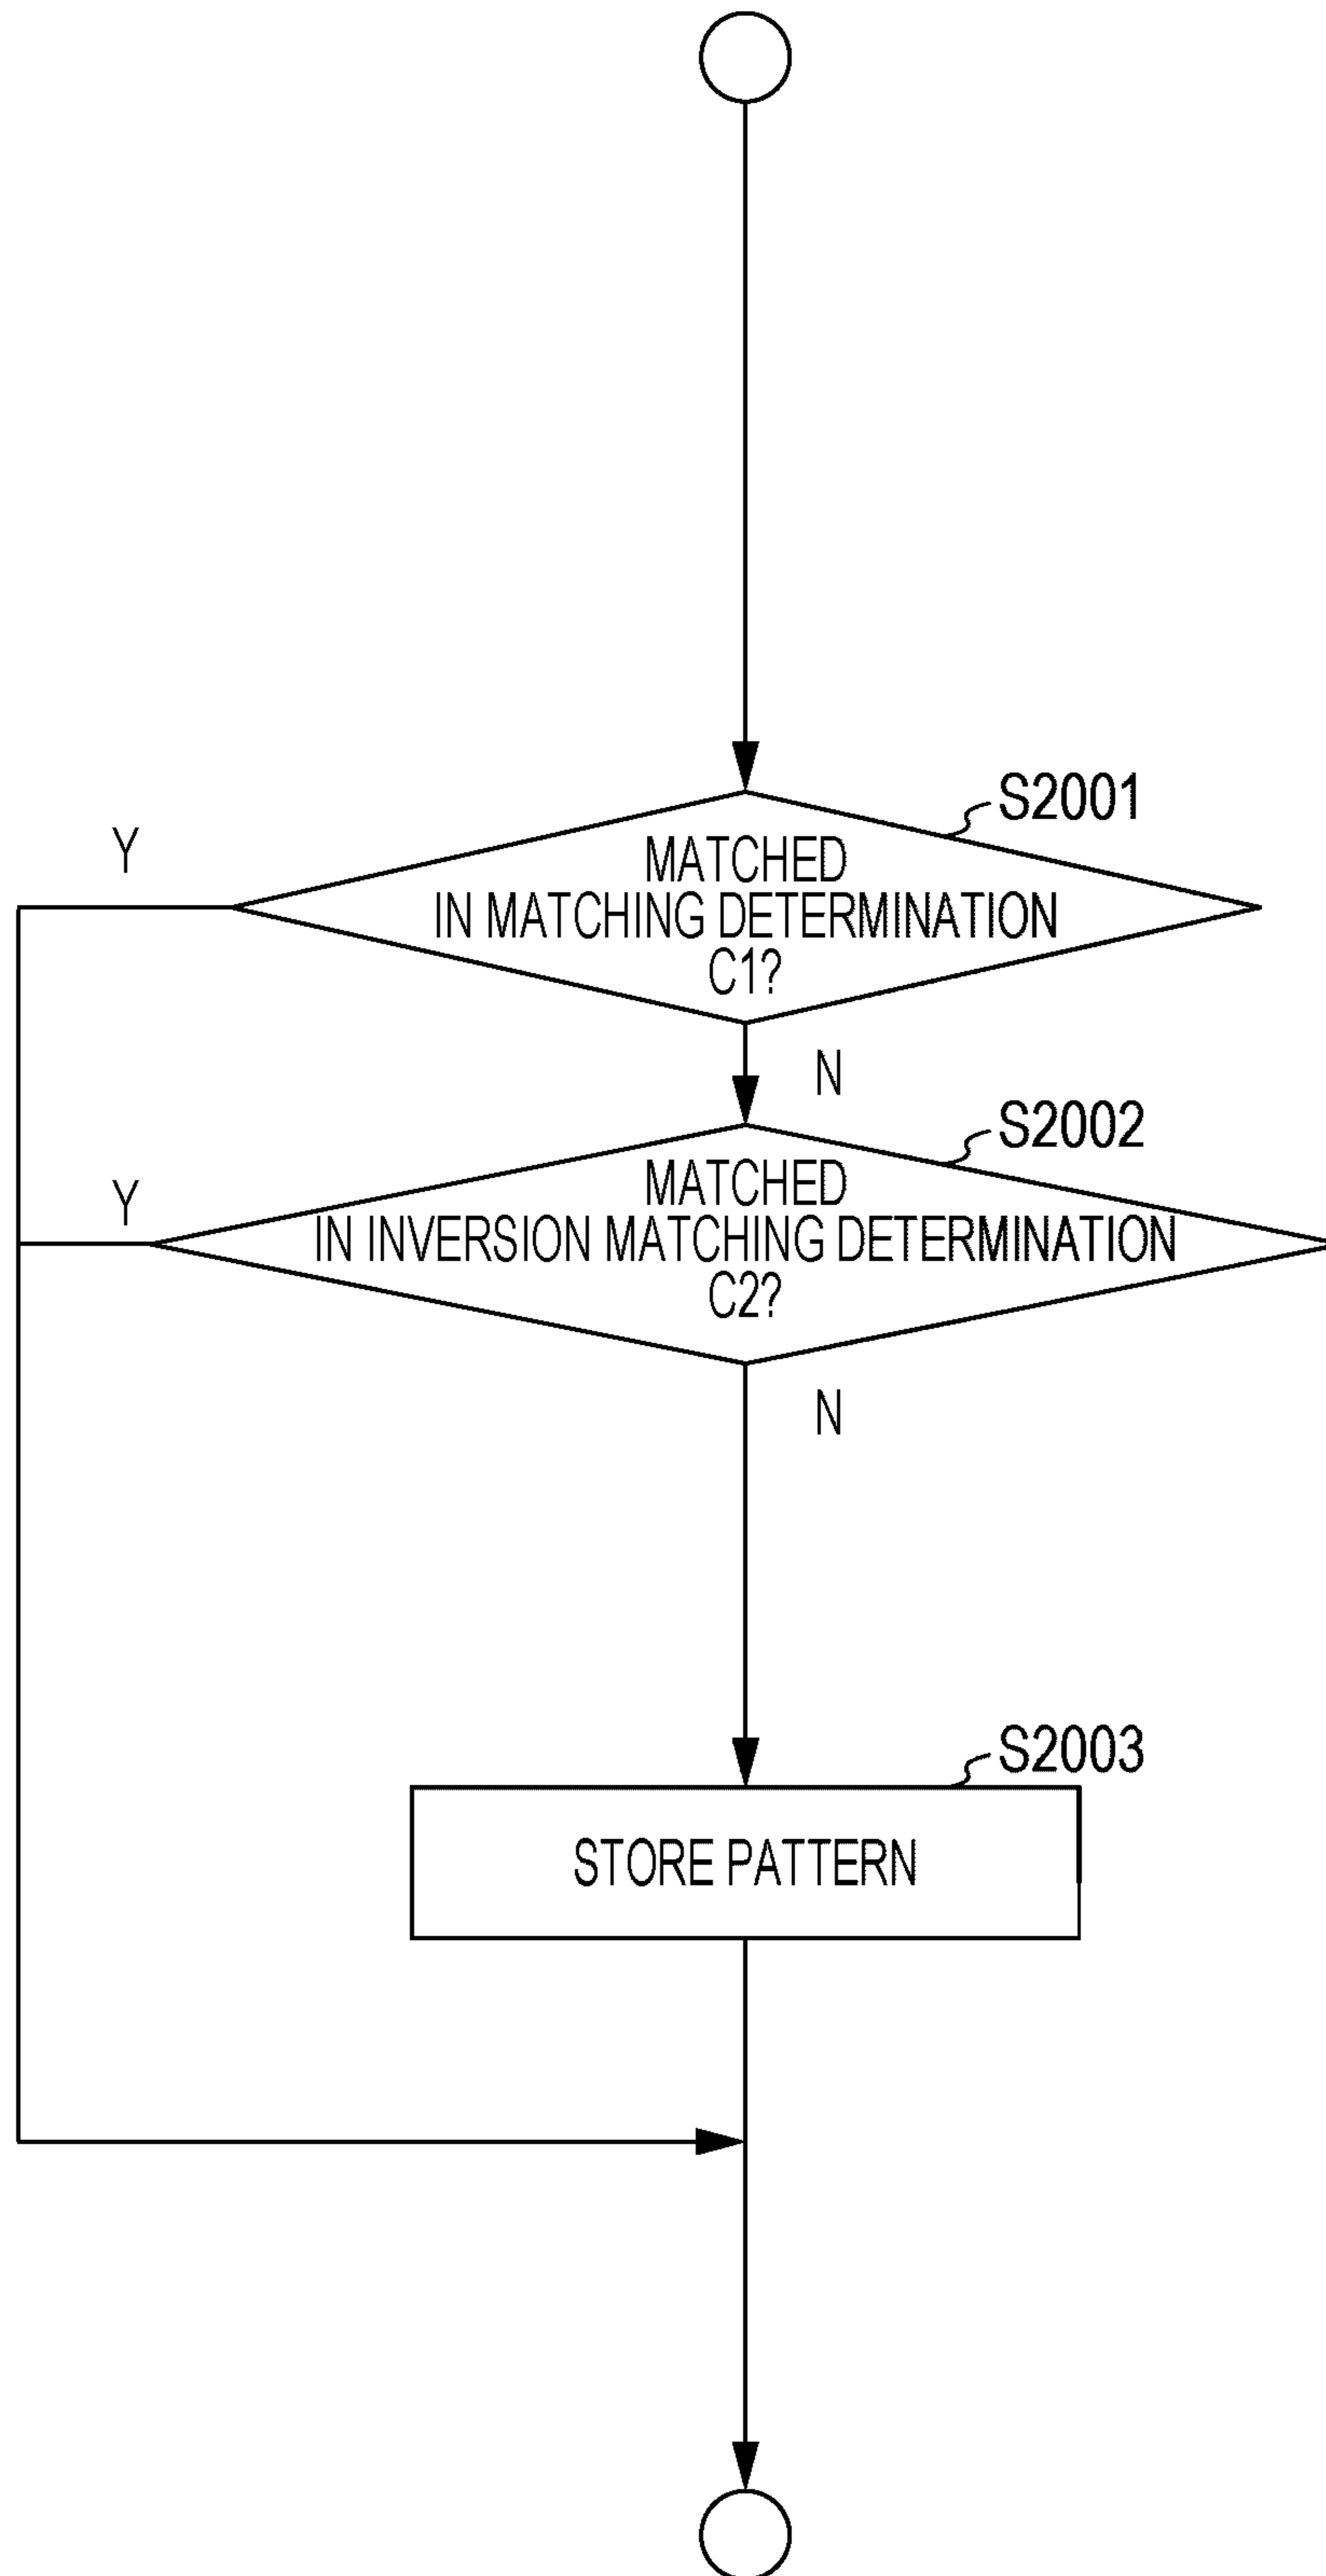 S2001
Y
MATCHED
IN MATCHING DETERMINATION
C1?
N
S2002
Y
MATCHED
IN INVERSION MATCHING DETERMINATION
C2?
N
S2003
STORE PATTERN